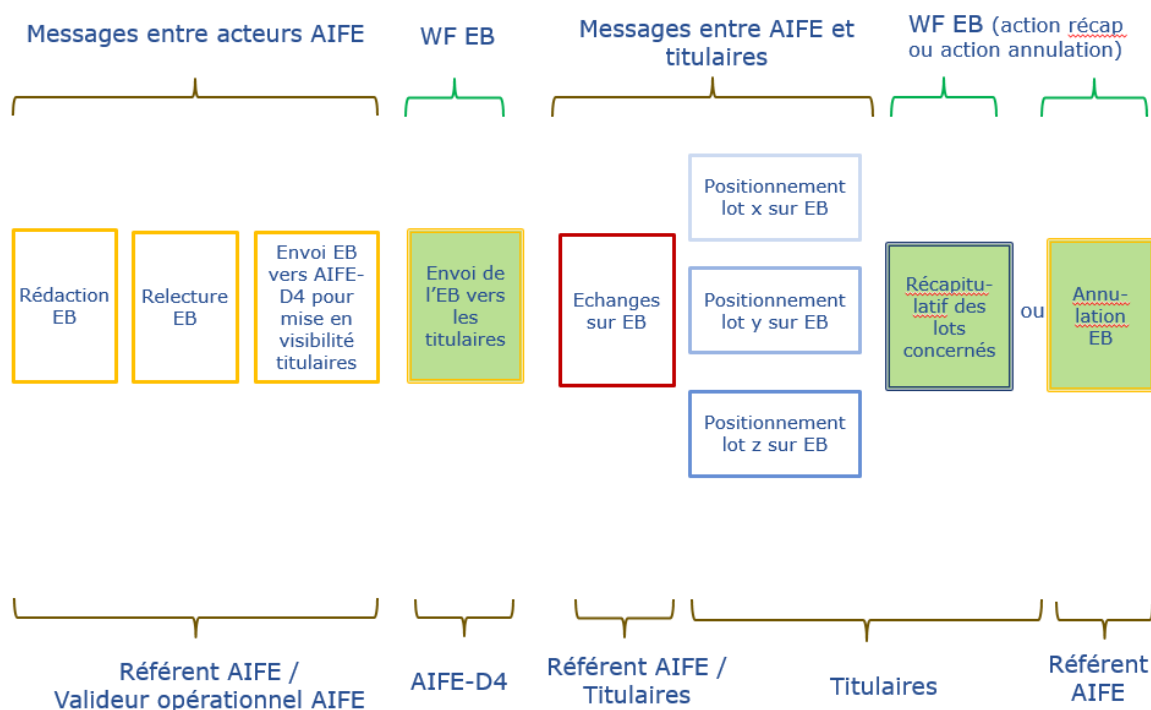 Messages entre acteurs AIFE
WF EB
Messages entre AIFE et
titulaires
WF EB (action récap
ou action annulation)
Rédaction
EB
Relecture
EB
Envoi EB
vers AIFE-
D4 pour
mise en
visibilité
titulaires
Envoi de
l'EB vers
les
titulaires
Echanges
sur EB
Positionnement
lot x sur EB
Positionnement
lot y sur EB
Positionnement
lot z sur EB
Récapitu-
latif des
lots
concernés
ou
Annu-
lation
EB
Référent AIFE /
Valideur opérationnel AIFE
AIFE-D4
Référent AIFE /
Titulaires
Titulaires
Référent
AIFE